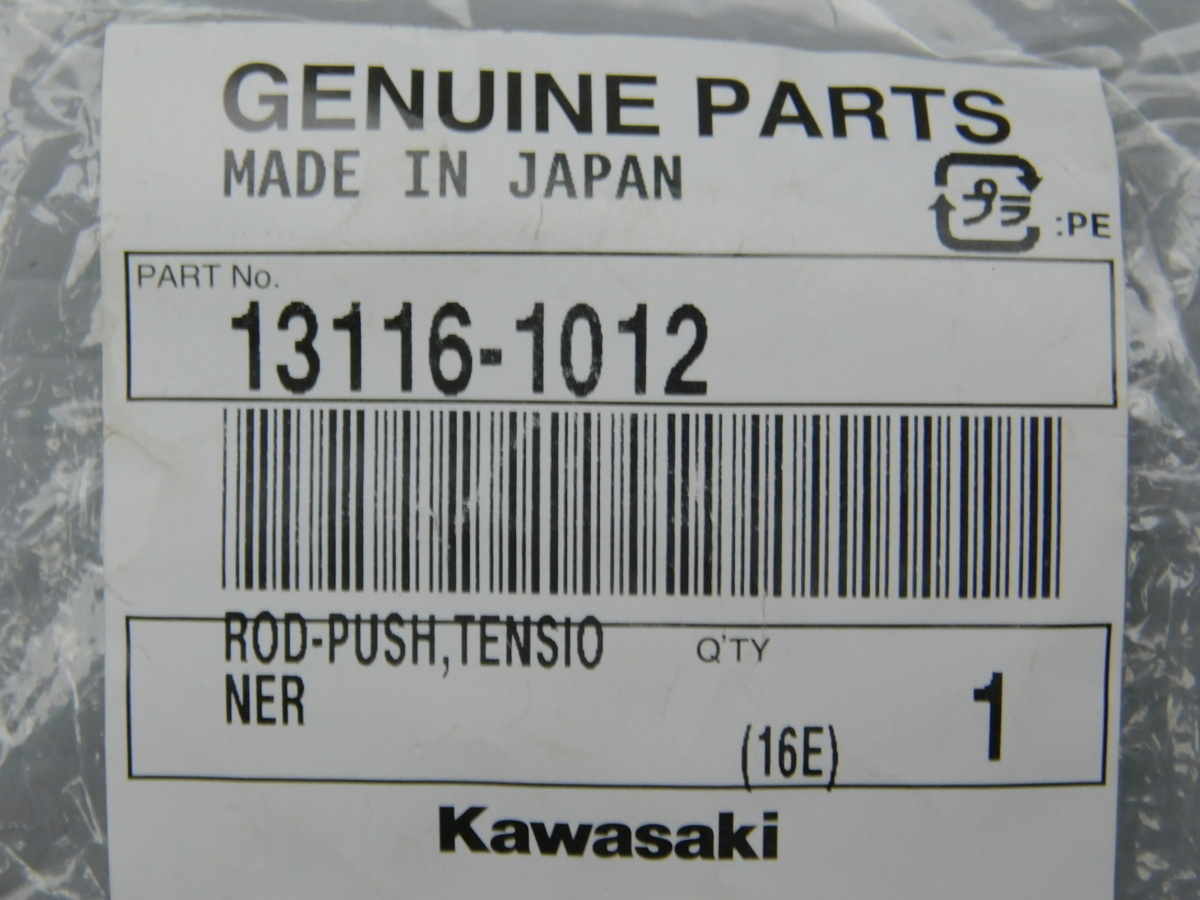 GENUINE PARTS
MADE IN JAPAN
プラ :PE
PART No.
13116-1012
ROD-PUSH,TENSIO
NER
Q'TY
(16E)
1
Kawasaki